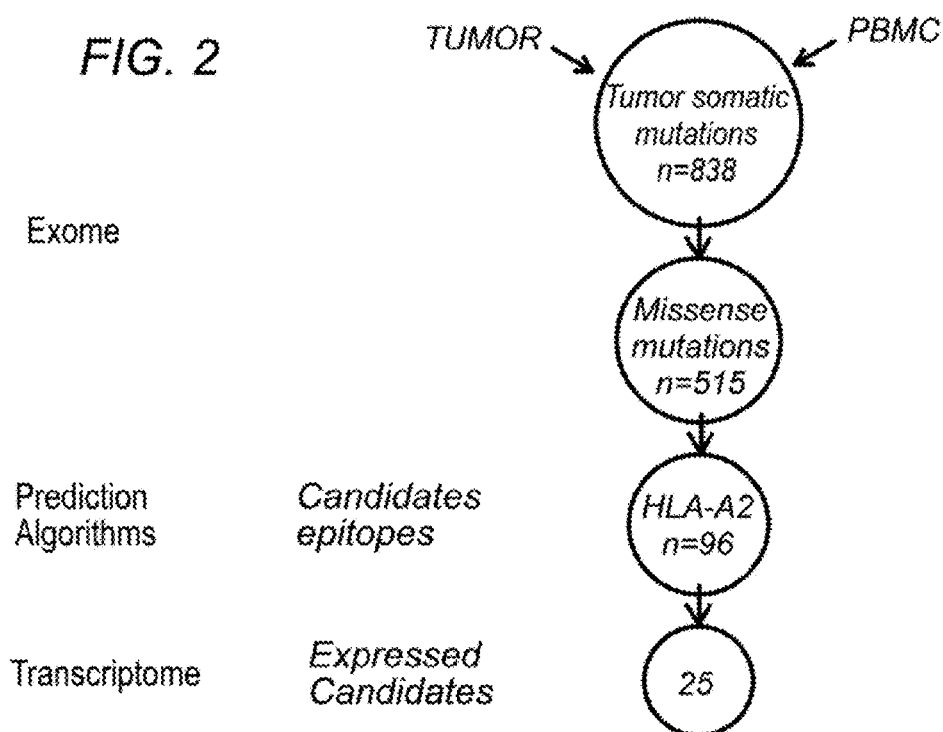 FIG. 2
TUMOR
PBMC
Tumor somatic
mutations
n=838
Exome
Missense
mutations
n=515
Prediction
Algorithms
Candidates
epitopes
HLA-A2
n=96
Transcriptome
Expressed
Candidates
25